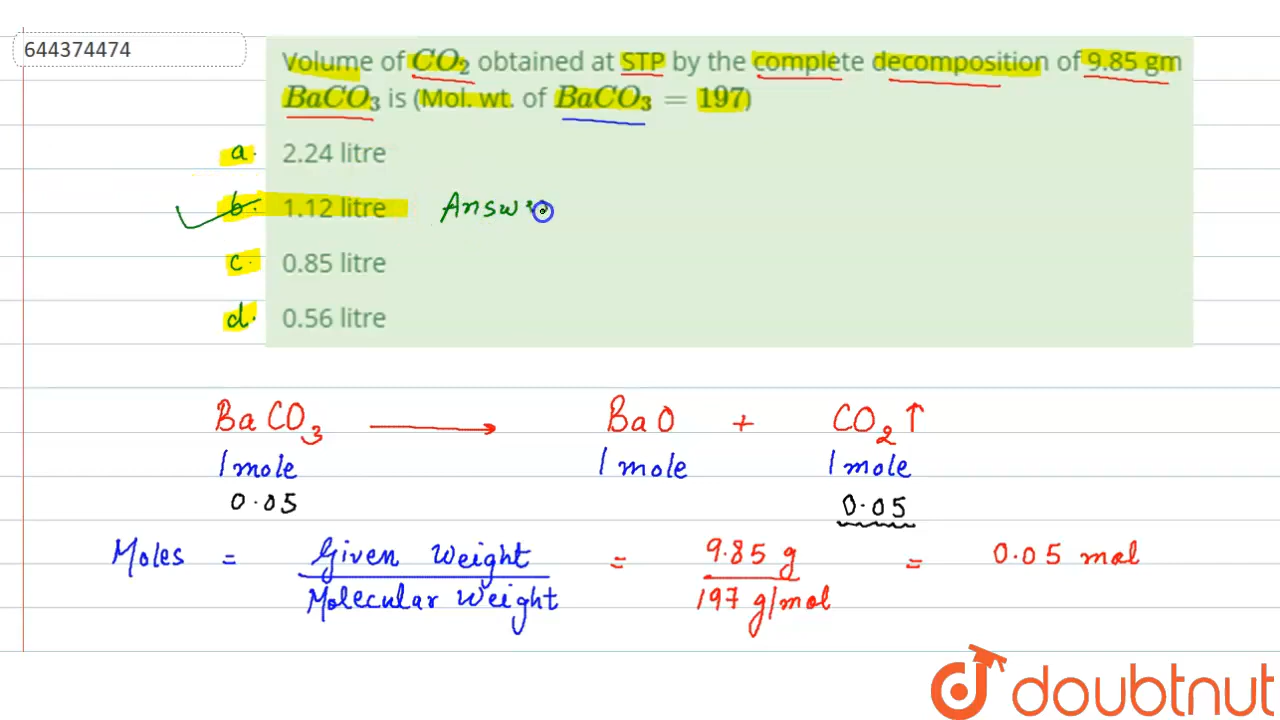 644374474
Volume of CO₂ obtained at STP by the complete decomposition of 9.85 gm
BaCO₃ is (Mol. wt. of BaCO₃ = 197)
a. 2.24 litre
b. 1.12 litre Answer
c. 0.85 litre
d. 0.56 litre
BaCO₃ ⟶ BaO + CO₂ ↑
1 mole 1 mole 1 mole
0.05 0.05
Moles = Given Weight / Molecular Weight = 9.85 g / 197 g/mol = 0.05 mol
doubtnut